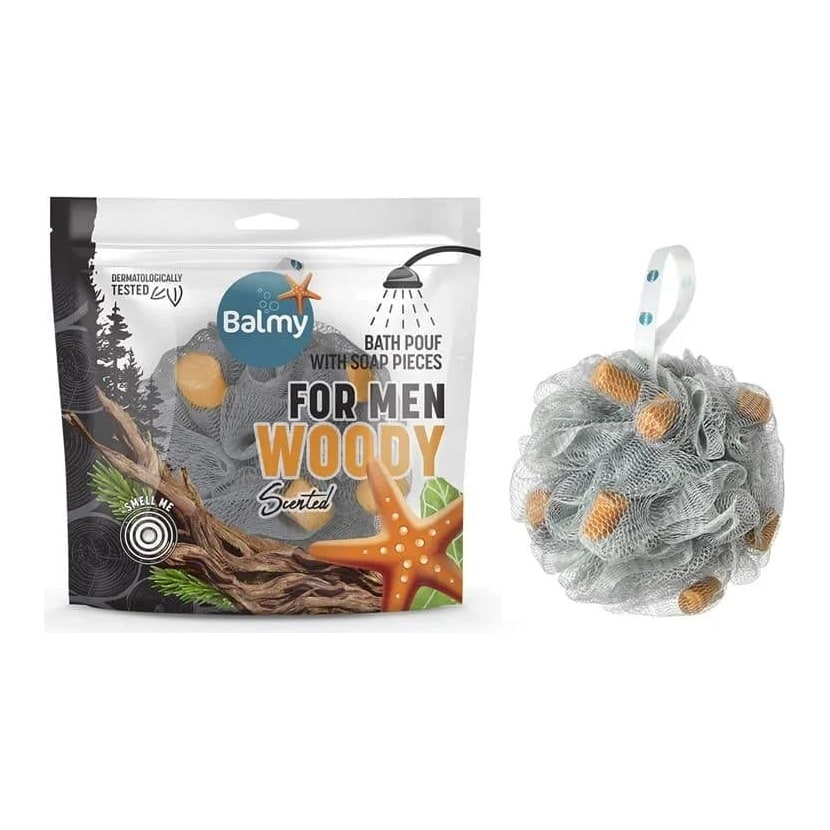 DERMATOLOGICALLY
TESTED
Balmy
BATH POUF
WITH SOAP PIECES
FOR MEN
WOODY
Scented
SMELL ME